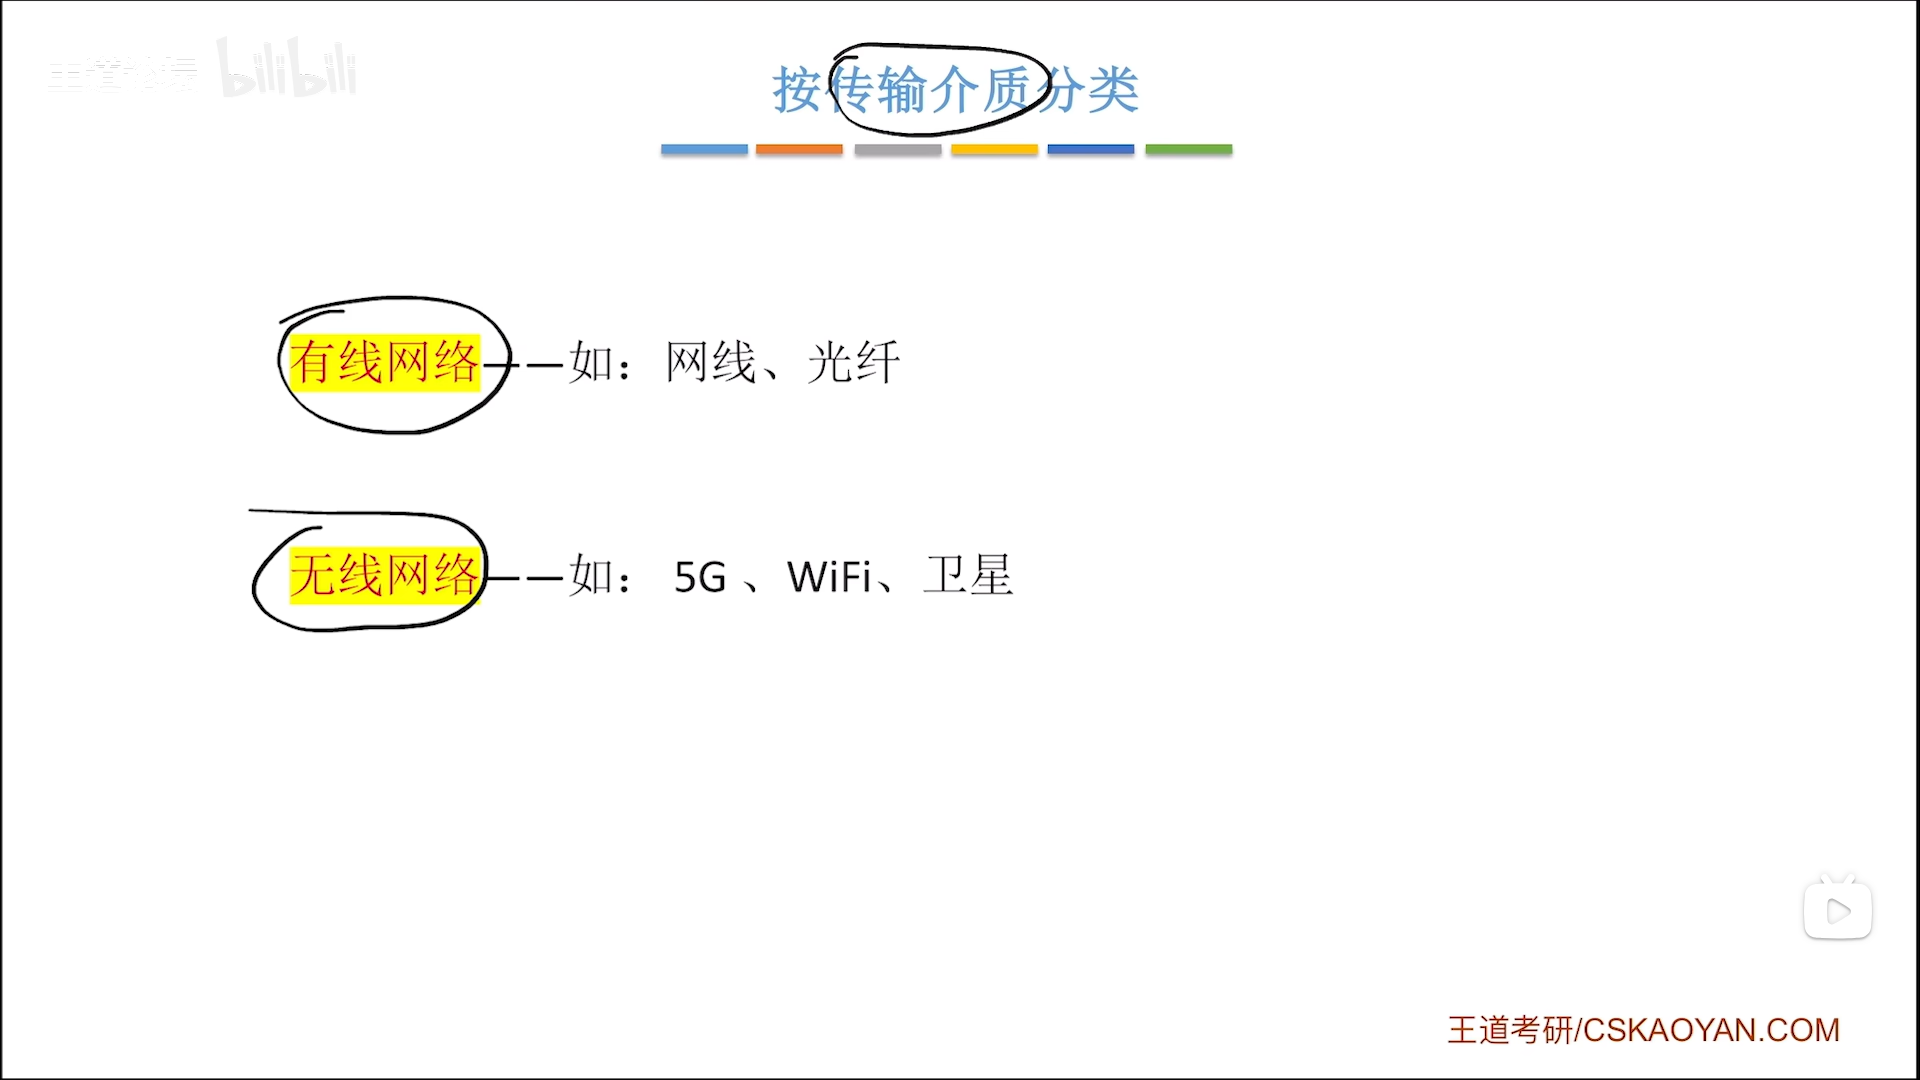 王道论坛 bilibili
按传输介质分类
有线网络——如：网线、光纤
无线网络——如： 5G 、WiFi、卫星
王道考研/CSKAOYAN.COM